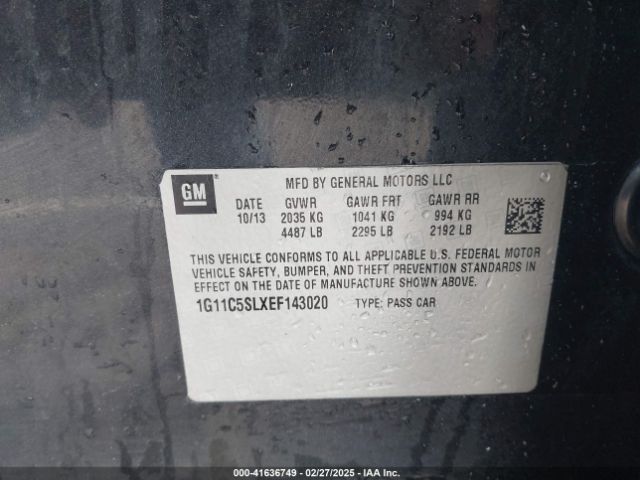 GM
MFD BY GENERAL MOTORS LLC
DATE GVWR GAWR FRT GAWR RR
10/13 2035 KG 1041 KG 994 KG
4487 LB 2295 LB 2192 LB
THIS VEHICLE CONFORMS TO ALL APPLICABLE U.S. FEDERAL MOTOR
VEHICLE SAFETY, BUMPER, AND THEFT PREVENTION STANDARDS IN
EFFECT ON THE DATE OF MANUFACTURE SHOWN ABOVE.
1G11C5SLXEF143020 TYPE: PASS CAR
000-41636749 - 02/27/2025 - IAA Inc.